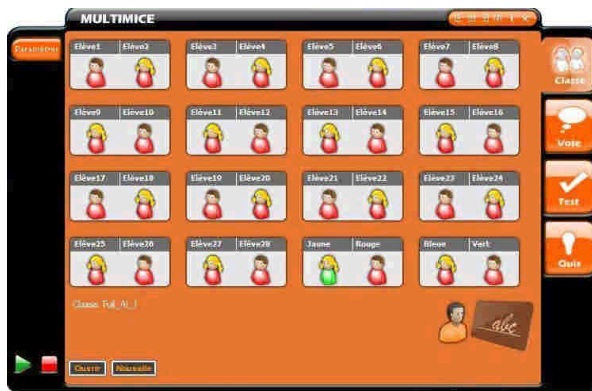 MULTIMICE
Paramètres
Elève1 Elève2 Elève3 Elève4 Elève5 Elève6 Elève7 Elève8
Classe
Elève9 Elève10 Elève11 Elève12 Elève13 Elève14 Elève15 Elève16
Vote
Elève17 Elève18 Elève19 Elève20 Elève21 Elève22 Elève23 Elève24
Test
Elève25 Elève26 Elève27 Elève28 Jaune Rouge Bleue Vert
Quiz
abc
Ouvrir Nouvelle